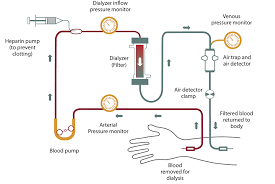 Dialyzer inflow
pressure monitor
Venous
pressure monitor
Heparin pump
(to prevent
clotting)
Dialyzer
(Filter)
Air trap and
air detector
Air detector
clamp
Filtered blood
returned to
body
Arterial
Pressure monitor
Blood pump
Blood
removed for
dialysis